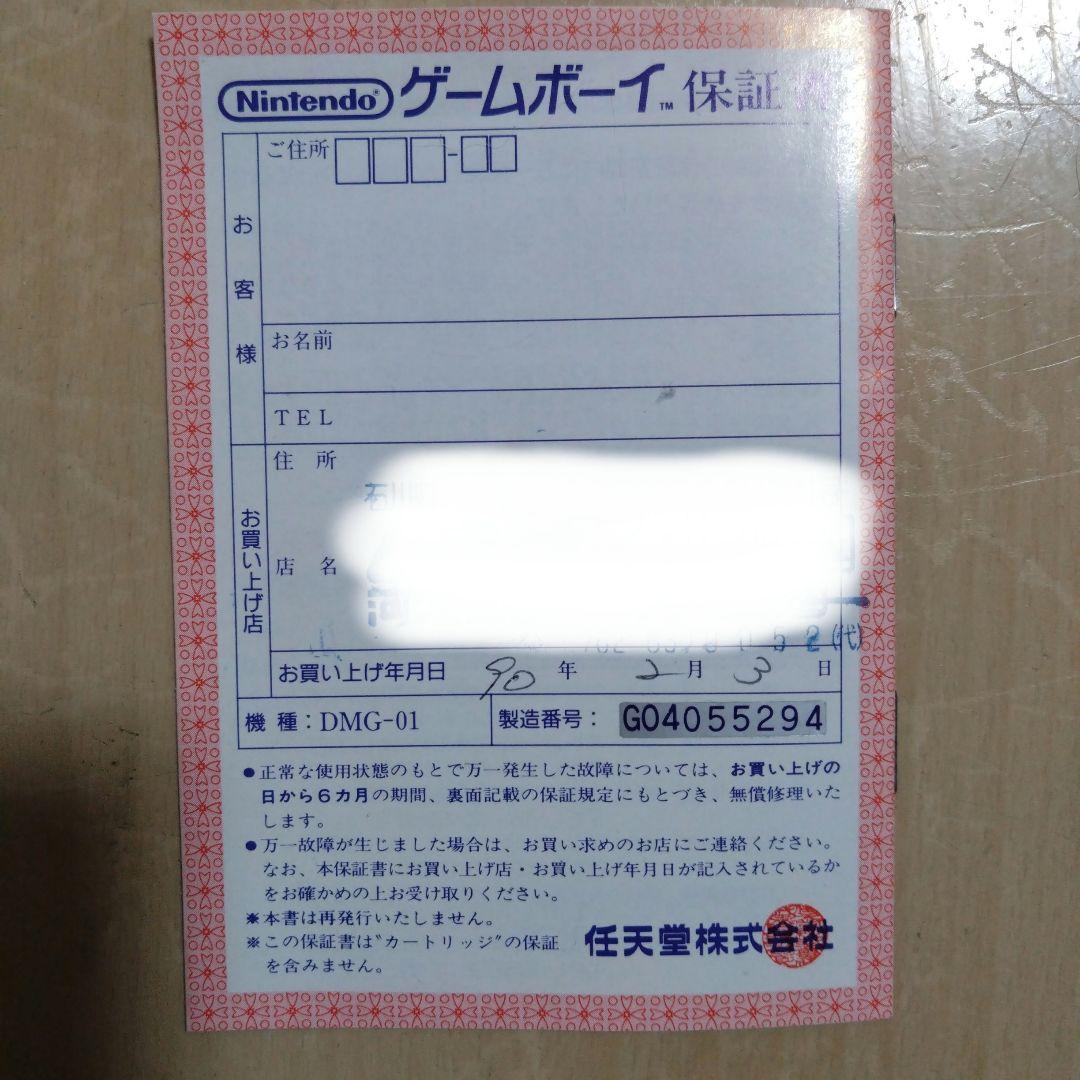 Nintendo ゲームボーイ™ 保証書
ご住所
お客様
お名前
TEL
住 所
お買い上げ店
店 名
(代)
お買い上げ年月日 90 年 2 月 3 日
機 種：DMG-01 製造番号： G04055294
●正常な使用状態のもとで万一発生した故障については、お買い上げの
日から6カ月の期間、裏面記載の保証規定にもとづき、無償修理いた
します。
●万一故障が生じました場合は、お買い求めのお店にご連絡ください。
なお、本保証書にお買い上げ店・お買い上げ年月日が記入されているか
をお確かめの上お受け取りください。
※本書は再発行いたしません。
※この保証書は〝カートリッジ〟の保証
を含みません。
任天堂株式会社